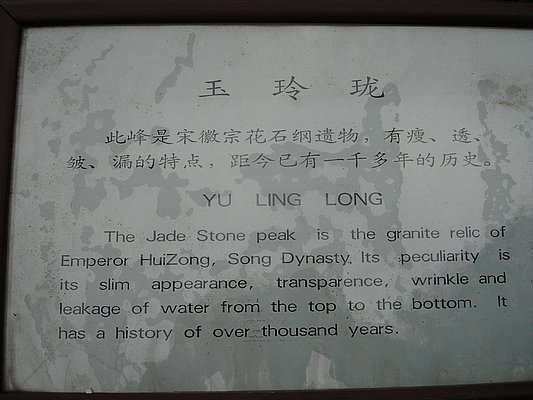 玉 玲 珑
此峰是宋徽宗花石纲遗物，有瘦、透、
皱、漏的特点，距今已有一千多年的历史。
YU LING LONG
The Jade Stone peak is the granite relic of
Emperor HuiZong, Song Dynasty. Its peculiarity is
its slim appearance, transparence, wrinkle and
leakage of water from the top to the bottom. It
has a history of over thousand years.